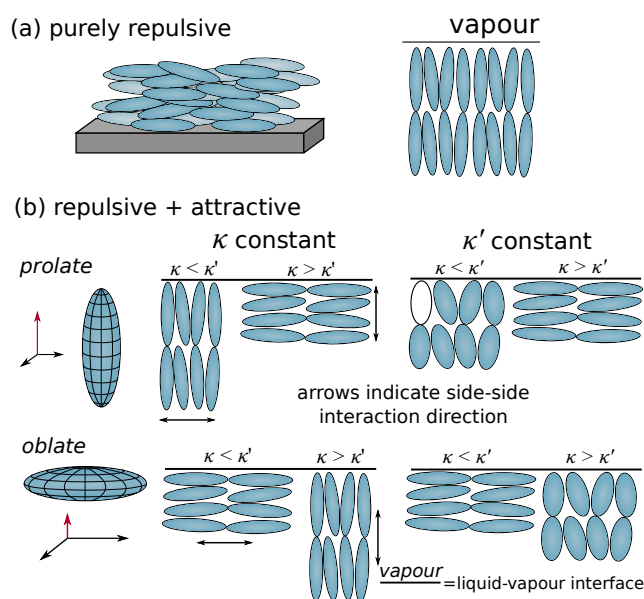 (a) purely repulsive
vapour
(b) repulsive + attractive
κ constant
κ' constant
prolate
κ < κ'
κ > κ'
κ < κ'
κ > κ'
arrows indicate side-side
interaction direction
oblate
κ < κ'
κ > κ'
κ < κ'
κ > κ'
vapour
=liquid-vapour interface